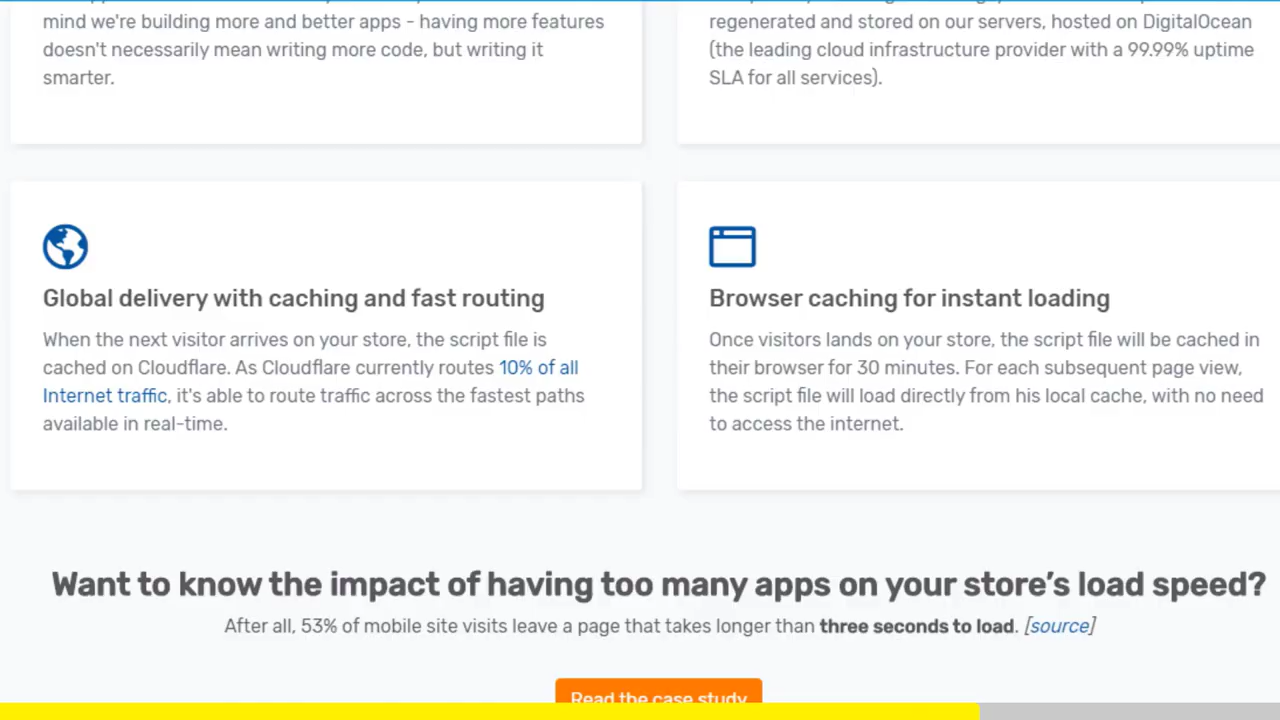 mind we're building more and better apps - having more features
doesn't necessarily mean writing more code, but writing it
smarter.
regenerated and stored on our servers, hosted on DigitalOcean
(the leading cloud infrastructure provider with a 99.99% uptime
SLA for all services).
Global delivery with caching and fast routing
When the next visitor arrives on your store, the script file is
cached on Cloudflare. As Cloudflare currently routes 10% of all
Internet traffic, it's able to route traffic across the fastest paths
available in real-time.
Browser caching for instant loading
Once visitors lands on your store, the script file will be cached in
their browser for 30 minutes. For each subsequent page view,
the script file will load directly from his local cache, with no need
to access the internet.
Want to know the impact of having too many apps on your store’s load speed?
After all, 53% of mobile site visits leave a page that takes longer than three seconds to load. [source]
Read the case study